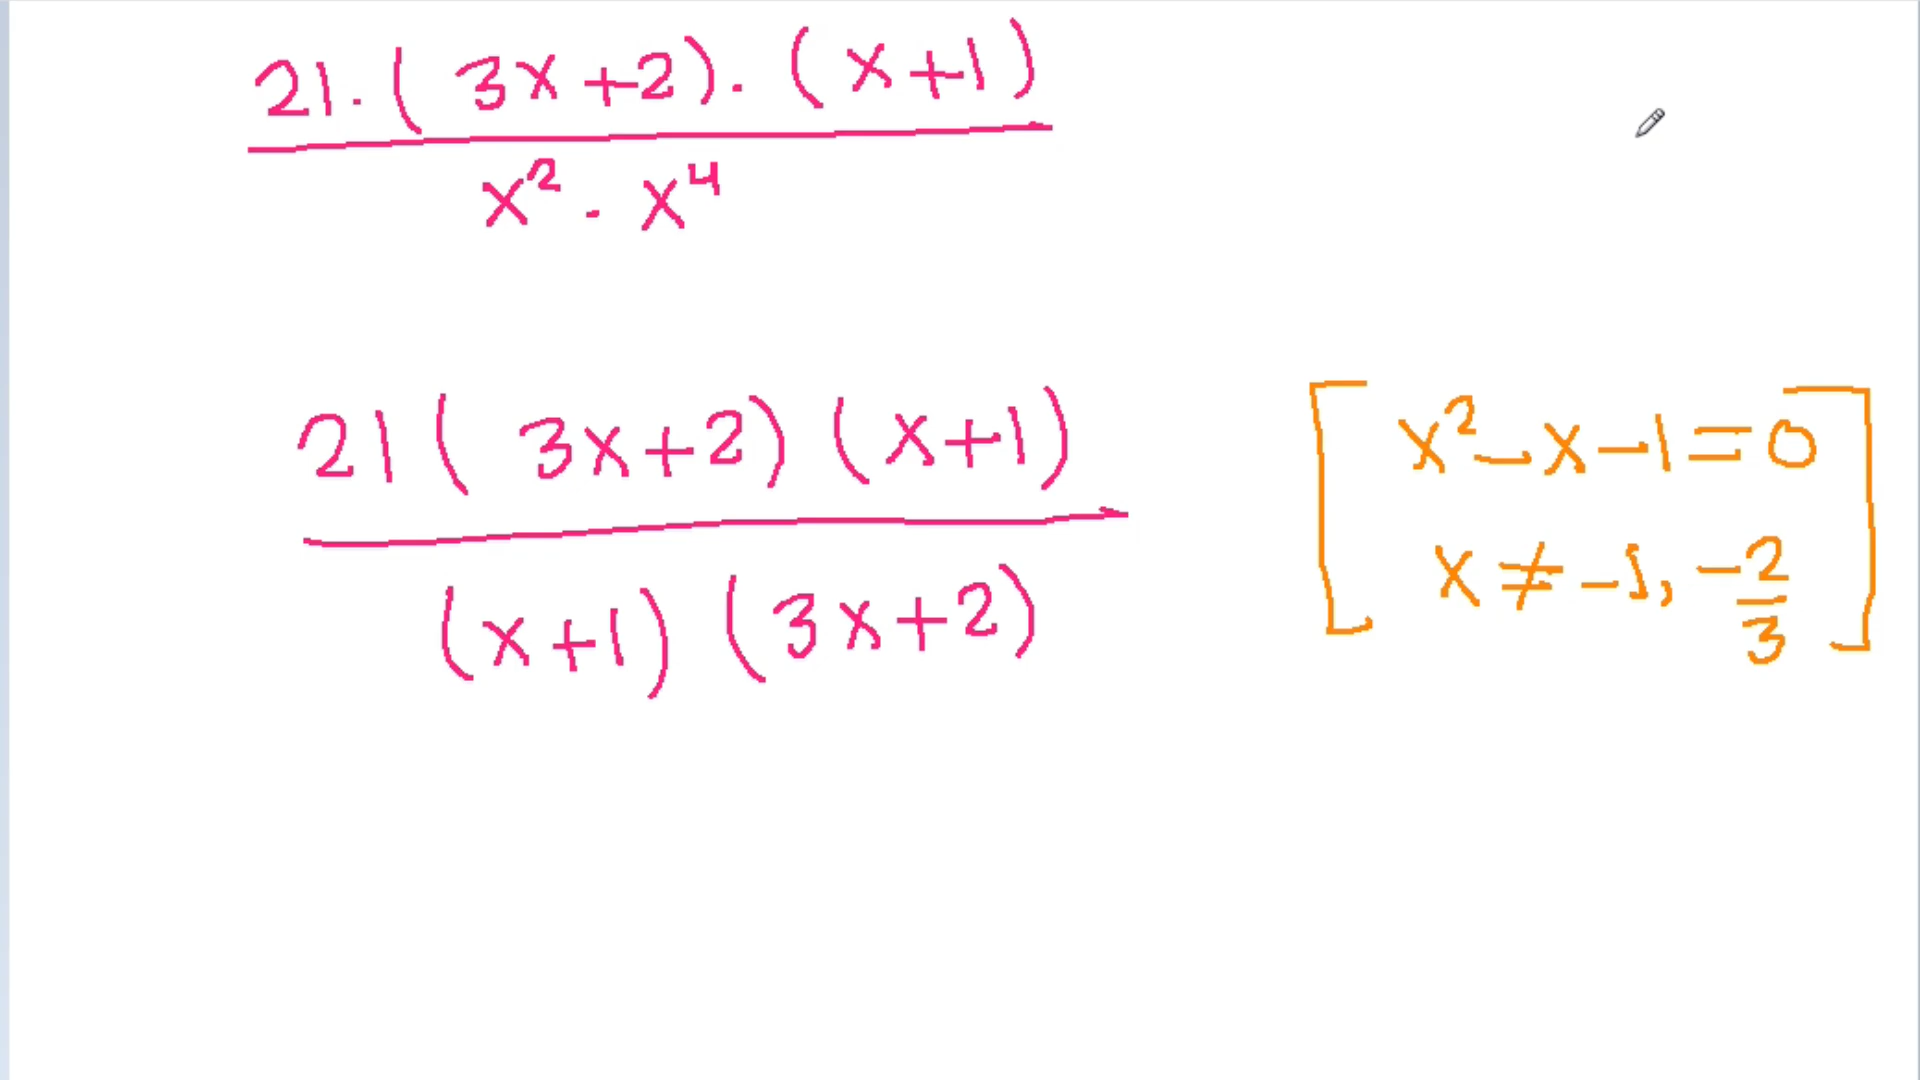 21 . ( 3x+2) . (x+1)
x² . x⁴
21 ( 3x+2) (x+1)
(x+1) (3x+2)
x²-x-1=0
x≠-1, -2/3